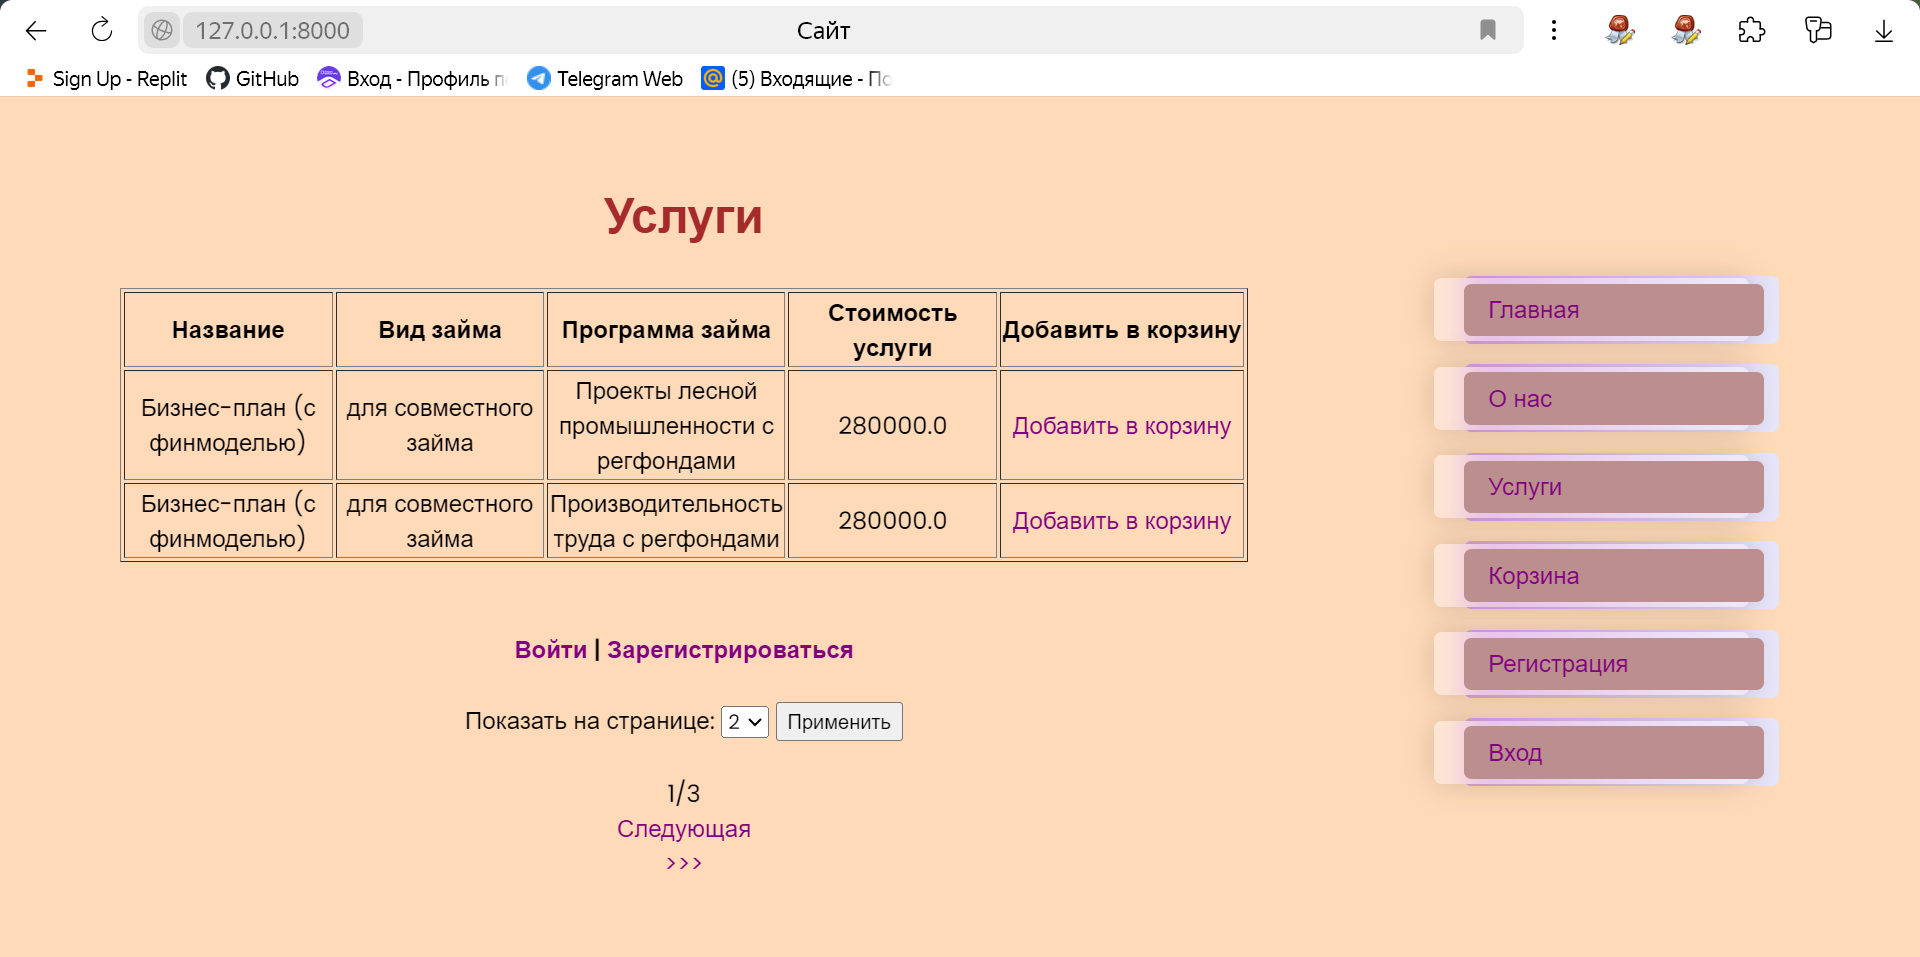 127.0.0.1:8000
Сайт
Sign Up - Replit
GitHub
Вход - Профиль
Telegram Web
(5) Входящие -
Услуги
Название
Вид займа
Программа займа
Стоимость
услуги
Добавить в корзину
Бизнес-план (с
финмоделью)
для совместного
займа
Проекты лесной
промышленности с
регфондами
280000.0
Добавить в корзину
Бизнес-план (с
финмоделью)
для совместного
займа
Производительность
труда с регфондами
280000.0
Добавить в корзину
Войти | Зарегистрироваться
Показать на странице: 2 Применить
1/3
Следующая
>>>
Главная
О нас
Услуги
Корзина
Регистрация
Вход